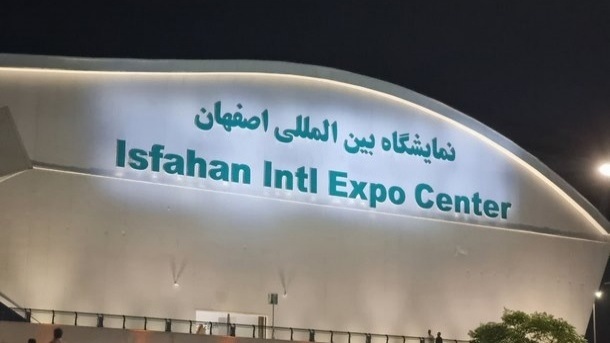 نمایشگاه بین المللی اصفهان
Isfahan Intl Expo Center